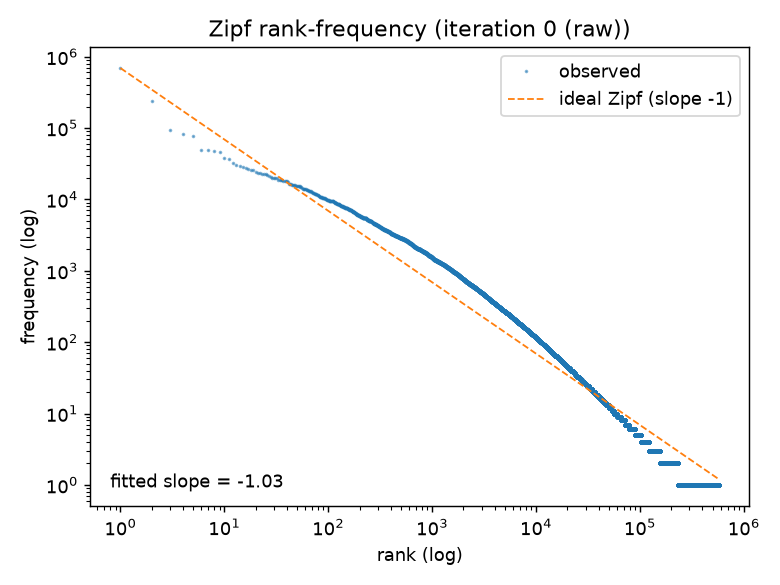 Zipf rank-frequency (iteration 0 (raw))
observed
ideal Zipf (slope -1)
10⁶
10⁵
10⁴
10³
10²
10¹
10⁰
frequency (log)
fitted slope = -1.03
10⁰ 10¹ 10² 10³ 10⁴ 10⁵ 10⁶
rank (log)